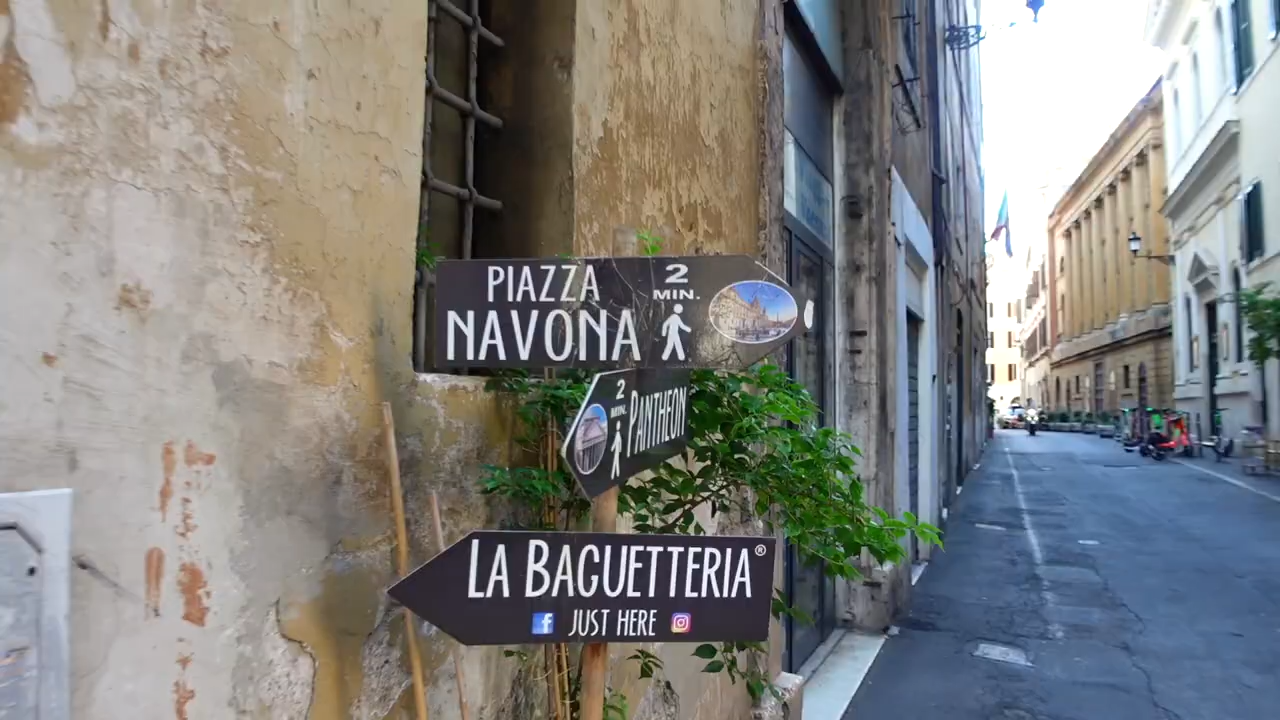 PIAZZA
NAVONA
2
MIN.
2
MIN.
PANTHEON
LA BAGUETTERIA®
JUST HERE